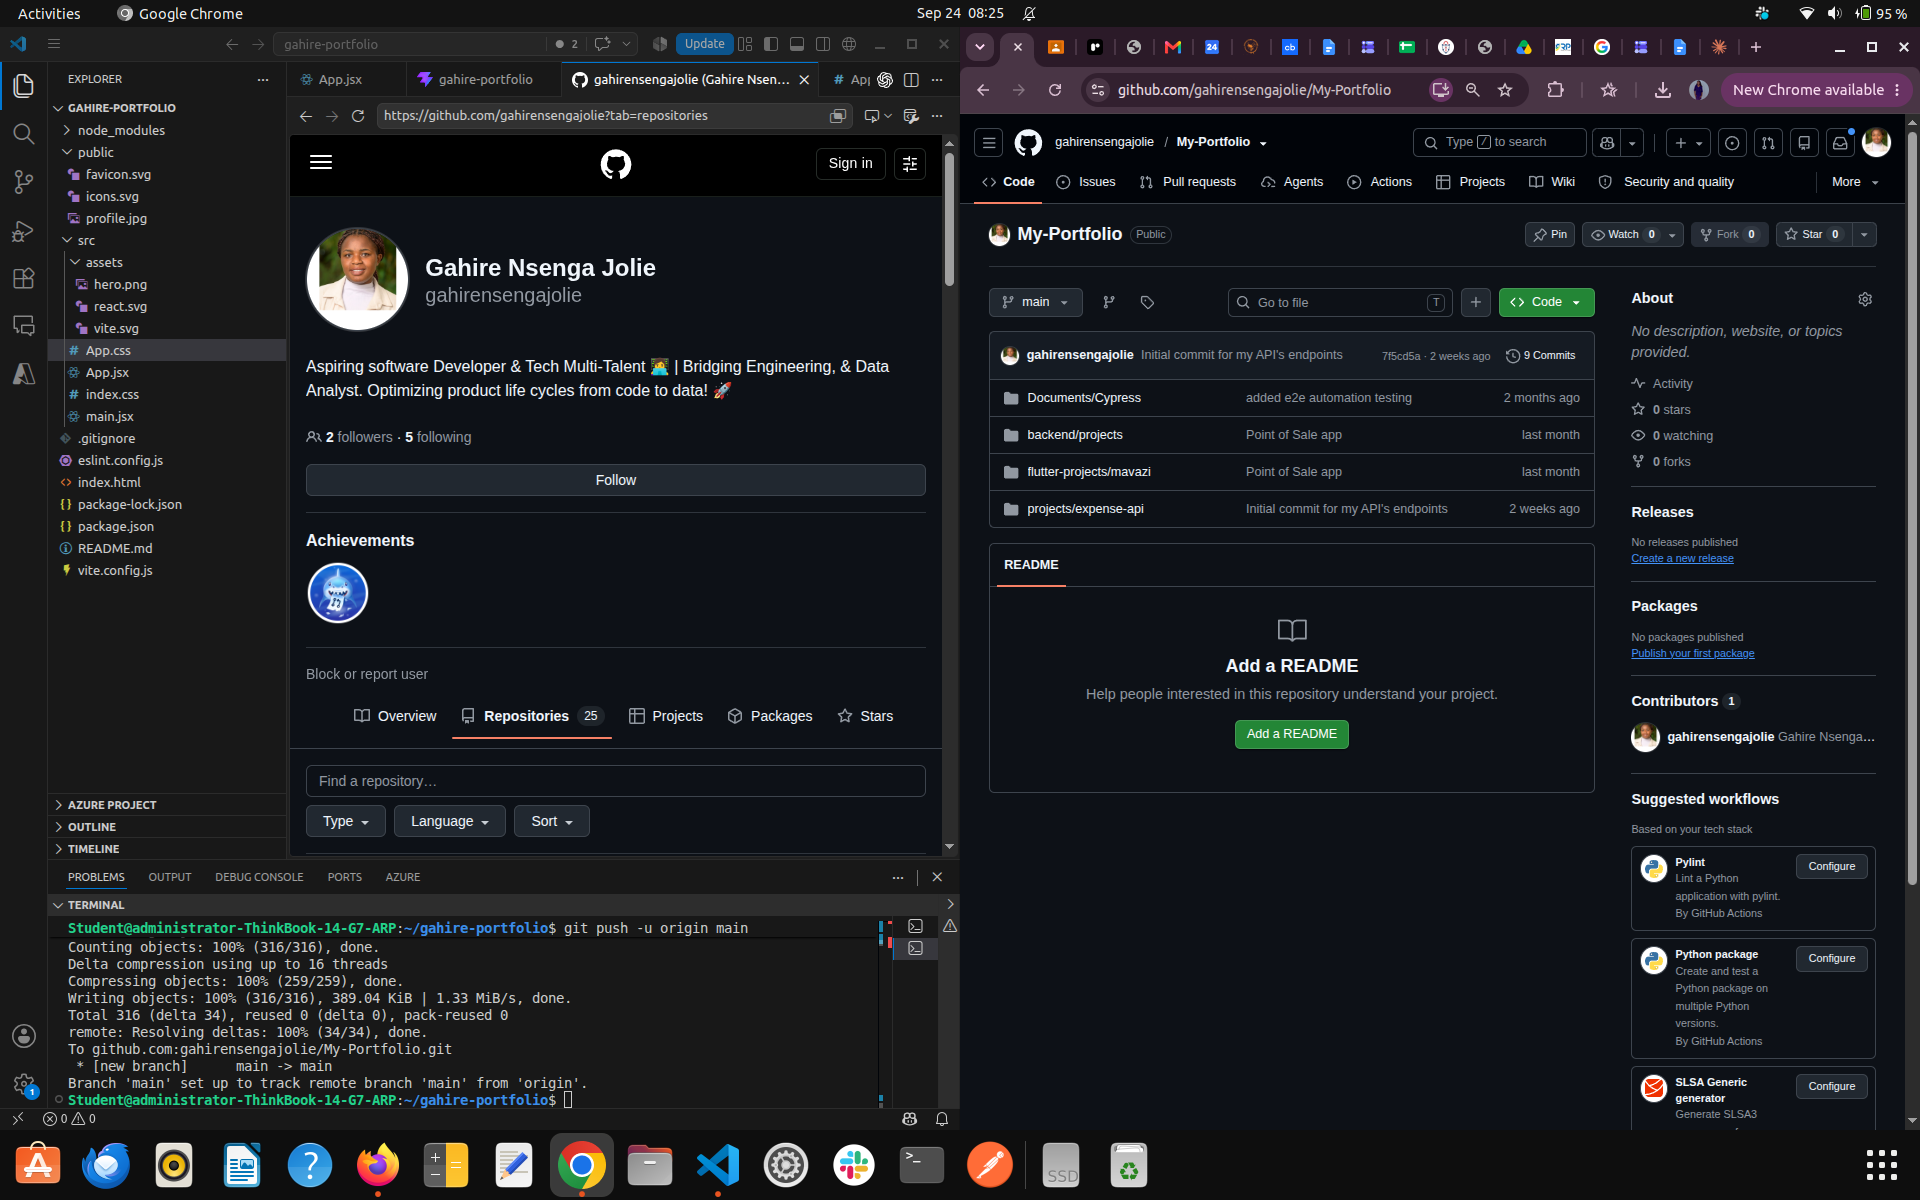 Activities
Google Chrome
Sep 24 08:25
95 %
gahire-portfolio
2
Update
EXPLORER
GAHIRE-PORTFOLIO
node_modules
public
favicon.svg
icons.svg
profile.jpg
src
assets
hero.png
react.svg
vite.svg
App.css
App.jsx
index.css
main.jsx
.gitignore
eslint.config.js
index.html
package-lock.json
package.json
README.md
vite.config.js
AZURE PROJECT
OUTLINE
TIMELINE
App.jsx
gahire-portfolio
gahirensengajolie (Gahire Nsen...
Ap
https://github.com/gahirensengajolie?tab=repositories
Sign in
Gahire Nsenga Jolie
gahirensengajolie
Aspiring software Developer & Tech Multi-Talent 👩‍💻 | Bridging Engineering, & Data
Analyst. Optimizing product life cycles from code to data! 🚀
2 followers · 5 following
Follow
Achievements
Block or report user
Overview
Repositories 25
Projects
Packages
Stars
Find a repository…
Type
Language
Sort
PROBLEMS
OUTPUT
DEBUG CONSOLE
PORTS
AZURE
TERMINAL
Student@administrator-ThinkBook-14-G7-ARP:~/gahire-portfolio$ git push -u origin main
Counting objects: 100% (316/316), done.
Delta compression using up to 16 threads
Compressing objects: 100% (259/259), done.
Writing objects: 100% (316/316), 389.04 KiB | 1.33 MiB/s, done.
Total 316 (delta 34), reused 0 (delta 0), pack-reused 0
remote: Resolving deltas: 100% (34/34), done.
To github.com:gahirensengajolie/My-Portfolio.git
 * [new branch]      main -> main
Branch 'main' set up to track remote branch 'main' from 'origin'.
Student@administrator-ThinkBook-14-G7-ARP:~/gahire-portfolio$
1
0
0
24
cb
github.com/gahirensengajolie/My-Portfolio
New Chrome available
gahirensengajolie / My-Portfolio
Type / to search
Code
Issues
Pull requests
Agents
Actions
Projects
Wiki
Security and quality
More
My-Portfolio Public
Pin
Watch 0
Fork 0
Star 0
main
Go to file
T
Code
gahirensengajolie Initial commit for my API's endpoints
7f5cd5a · 2 weeks ago
9 Commits
Documents/Cypress
added e2e automation testing
2 months ago
backend/projects
Point of Sale app
last month
flutter-projects/mavazi
Point of Sale app
last month
projects/expense-api
Initial commit for my API's endpoints
2 weeks ago
README
Add a README
Help people interested in this repository understand your project.
Add a README
About
No description, website, or topics
provided.
Activity
0 stars
0 watching
0 forks
Releases
No releases published
Create a new release
Packages
No packages published
Publish your first package
Contributors 1
gahirensengajolie Gahire Nsenga...
Suggested workflows
Based on your tech stack
Pylint
Configure
Lint a Python
application with pylint.
By GitHub Actions
Python package
Configure
Create and test a
Python package on
multiple Python
versions.
By GitHub Actions
SLSA Generic
generator
Configure
Generate SLSA3
SSD